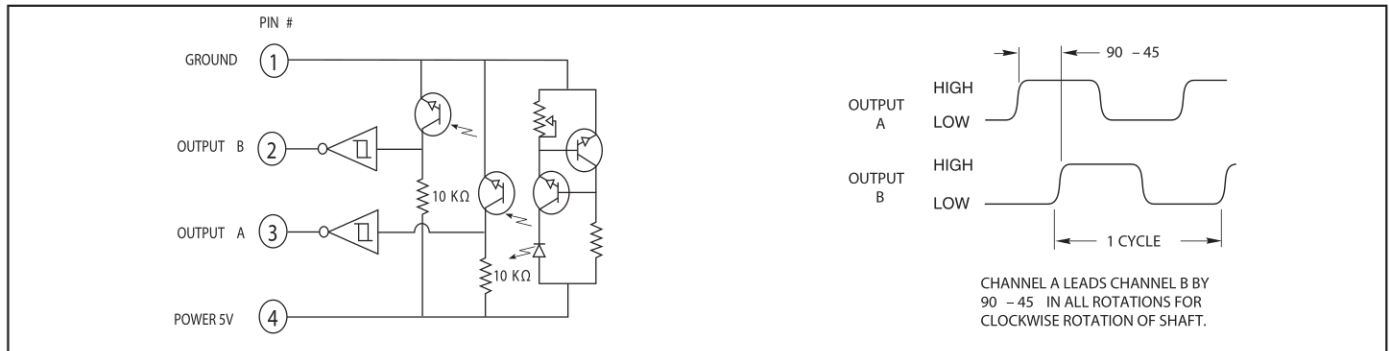 PIN #
GROUND 1
OUTPUT B 2
10 KΩ
OUTPUT A 3
10 KΩ
POWER 5V 4
90 – 45
OUTPUT
A
HIGH
LOW
OUTPUT
B
HIGH
LOW
1 CYCLE
CHANNEL A LEADS CHANNEL B BY
90 – 45 IN ALL ROTATIONS FOR
CLOCKWISE ROTATION OF SHAFT.